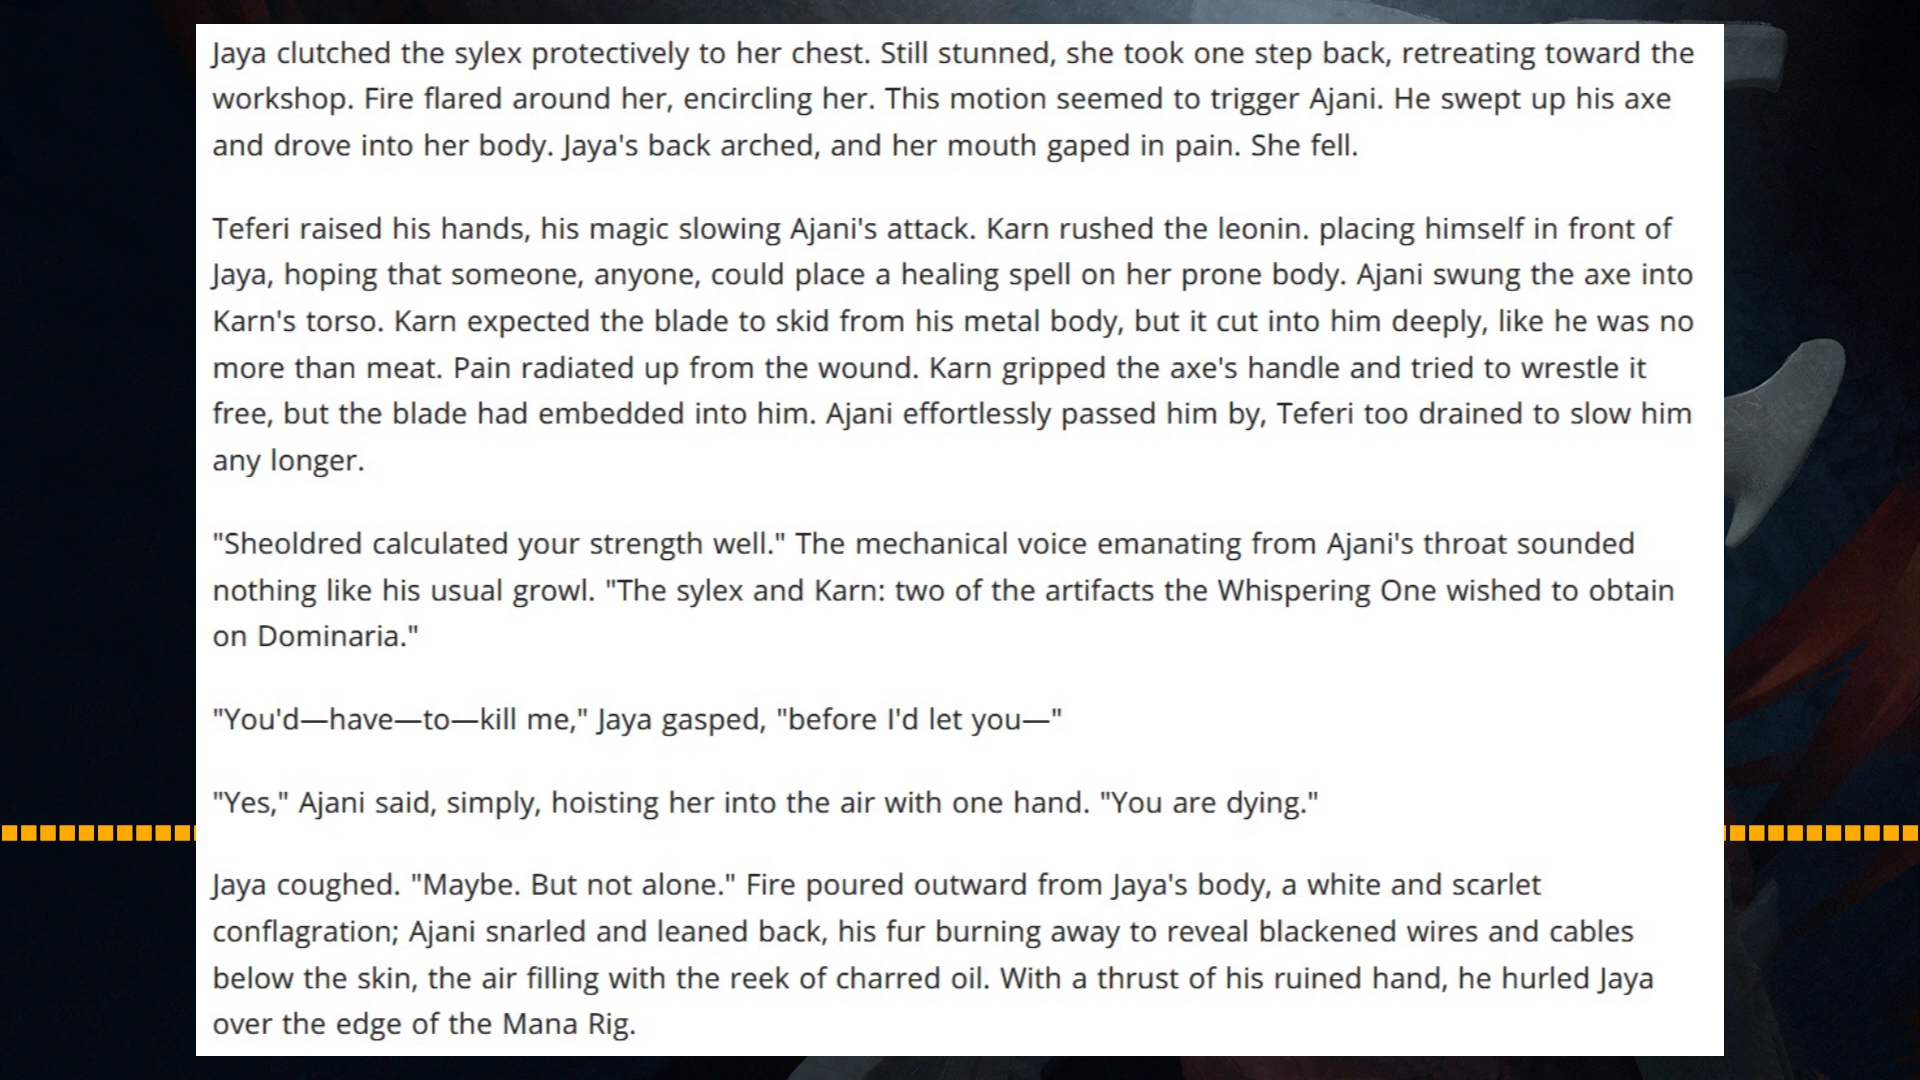 Jaya clutched the sylex protectively to her chest. Still stunned, she took one step back, retreating toward the
workshop. Fire flared around her, encircling her. This motion seemed to trigger Ajani. He swept up his axe
and drove into her body. Jaya's back arched, and her mouth gaped in pain. She fell.
Teferi raised his hands, his magic slowing Ajani's attack. Karn rushed the leonin. placing himself in front of
Jaya, hoping that someone, anyone, could place a healing spell on her prone body. Ajani swung the axe into
Karn's torso. Karn expected the blade to skid from his metal body, but it cut into him deeply, like he was no
more than meat. Pain radiated up from the wound. Karn gripped the axe's handle and tried to wrestle it
free, but the blade had embedded into him. Ajani effortlessly passed him by, Teferi too drained to slow him
any longer.
"Sheoldred calculated your strength well." The mechanical voice emanating from Ajani's throat sounded
nothing like his usual growl. "The sylex and Karn: two of the artifacts the Whispering One wished to obtain
on Dominaria."
"You'd—have—to—kill me," Jaya gasped, "before I'd let you—"
"Yes," Ajani said, simply, hoisting her into the air with one hand. "You are dying."
Jaya coughed. "Maybe. But not alone." Fire poured outward from Jaya's body, a white and scarlet
conflagration; Ajani snarled and leaned back, his fur burning away to reveal blackened wires and cables
below the skin, the air filling with the reek of charred oil. With a thrust of his ruined hand, he hurled Jaya
over the edge of the Mana Rig.